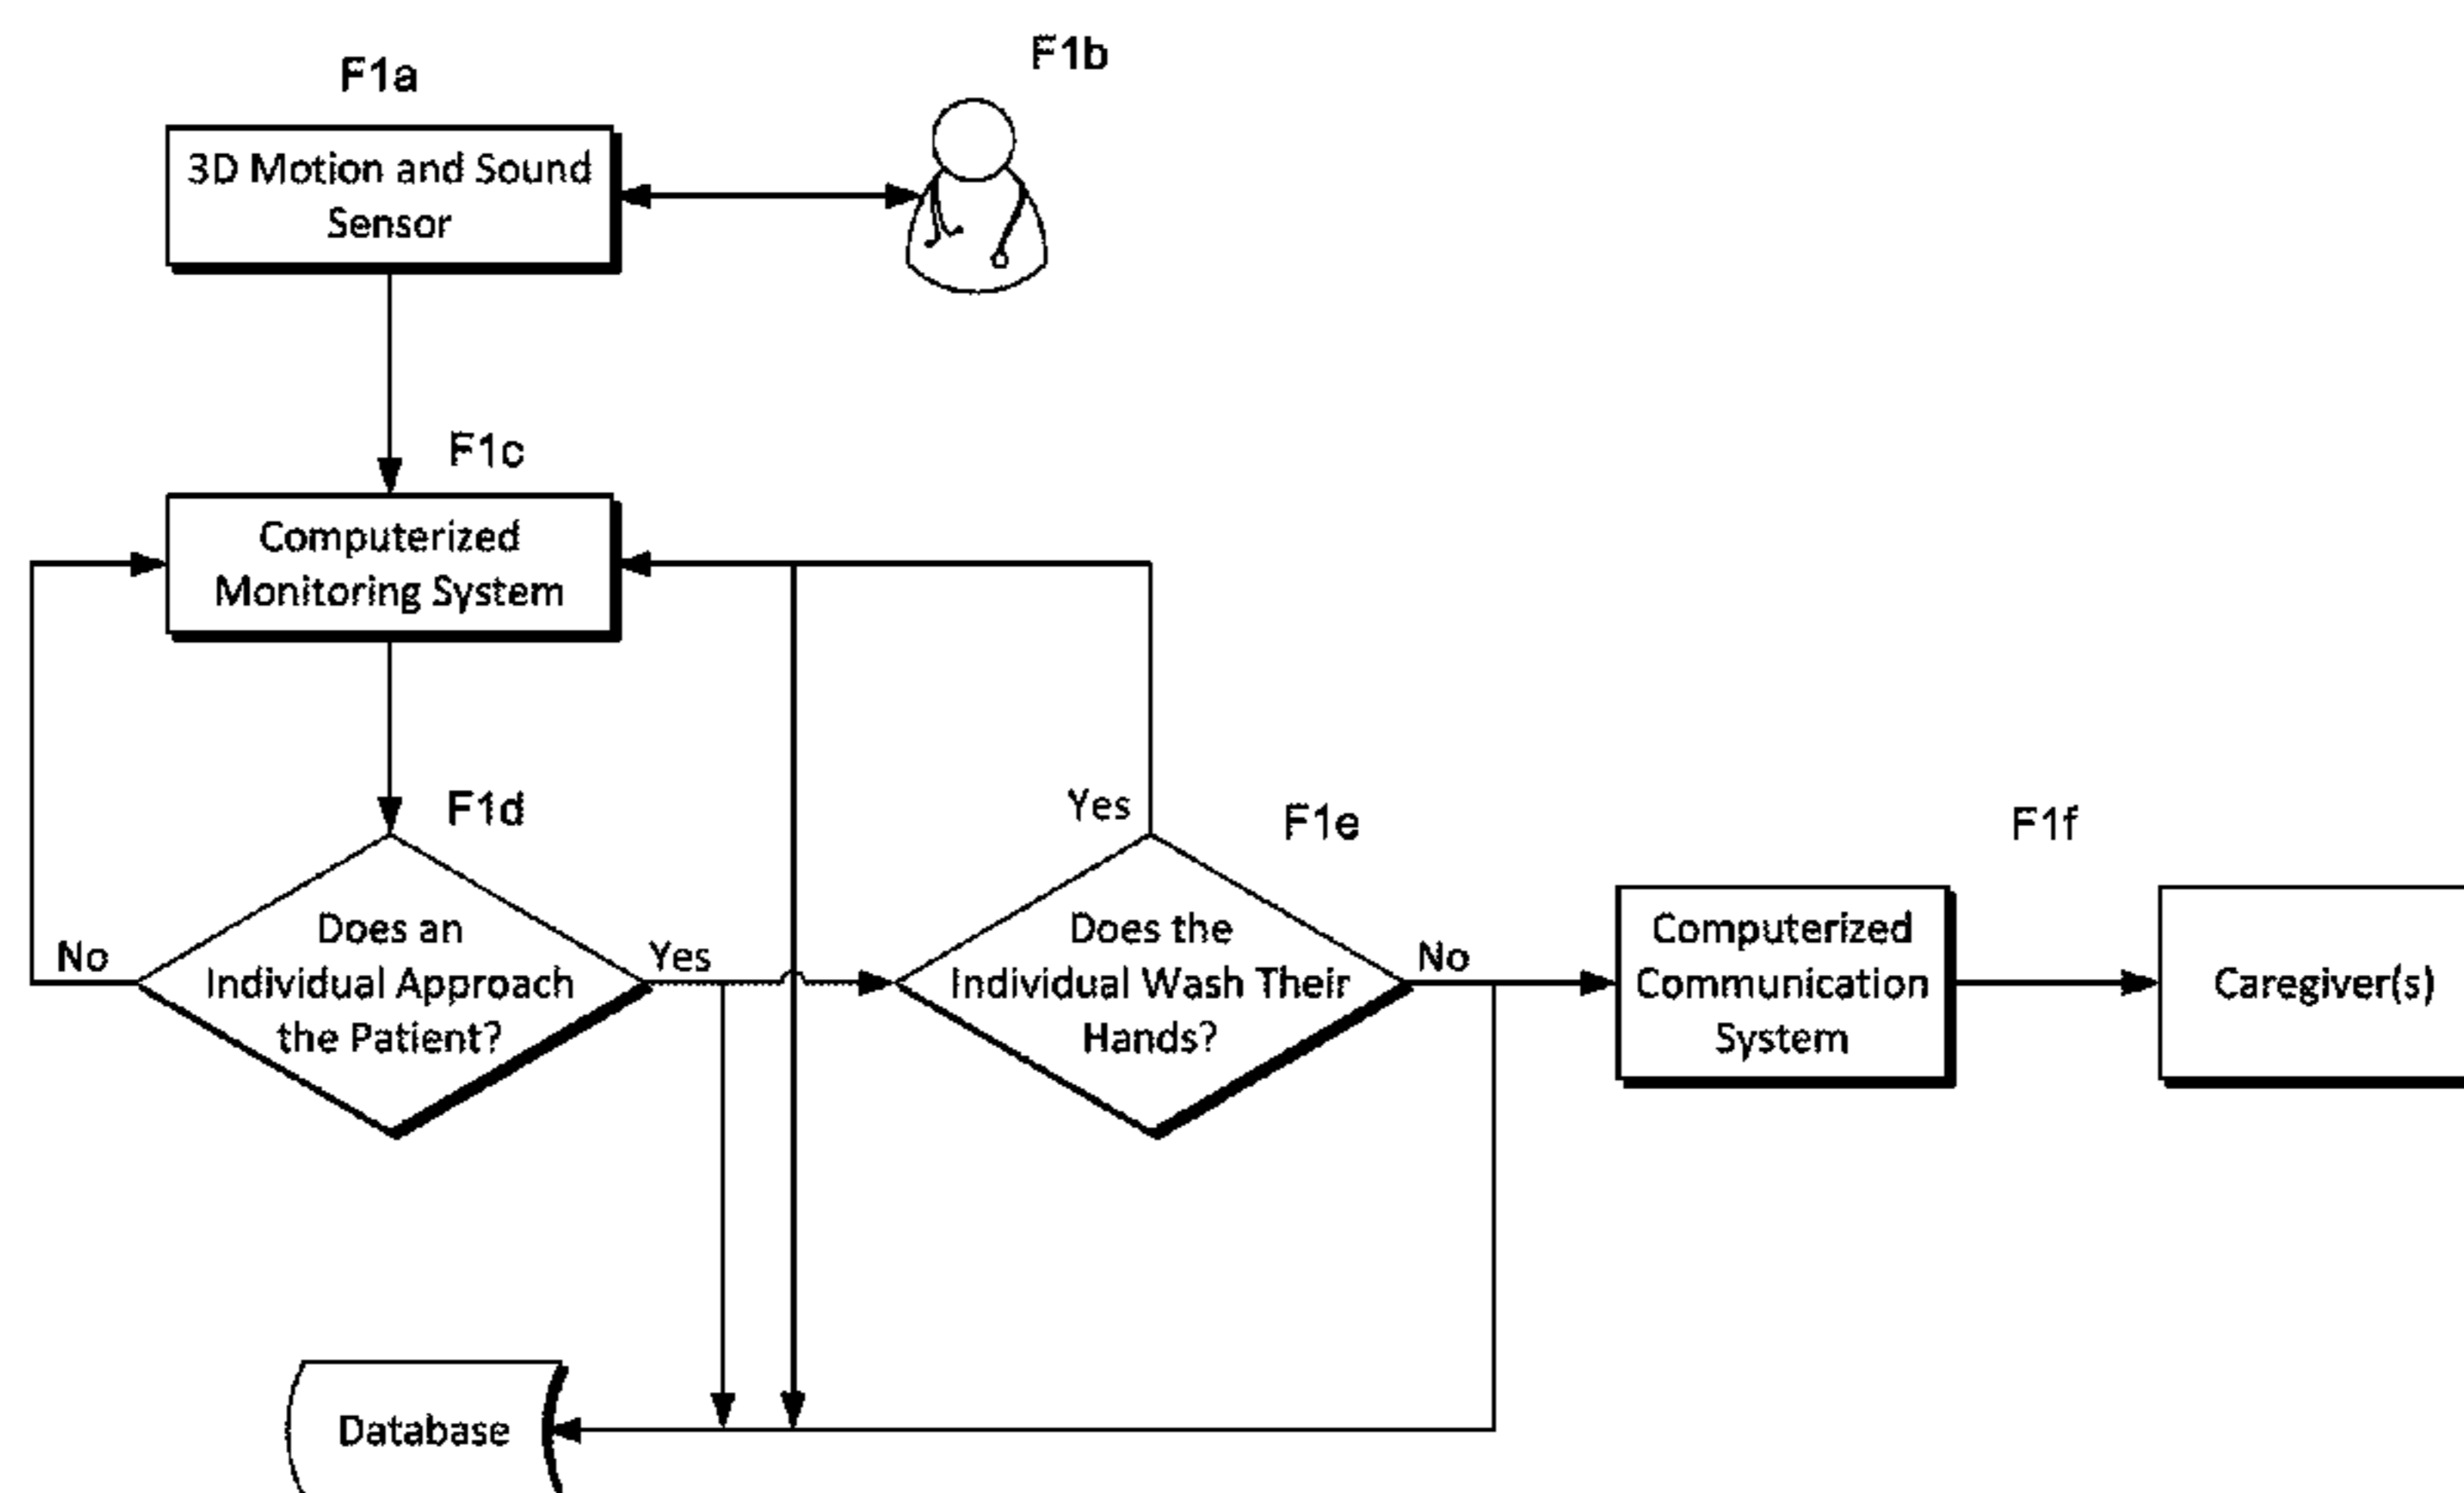 F1a
F1b
3D Motion and Sound
Sensor
F1c
Computerized
Monitoring System
F1d
Does an
Individual Approach
the Patient?
No
Yes
Yes
F1e
Does the
Individual Wash Their
Hands?
No
F1f
Computerized
Communication
System
Caregiver(s)
Database